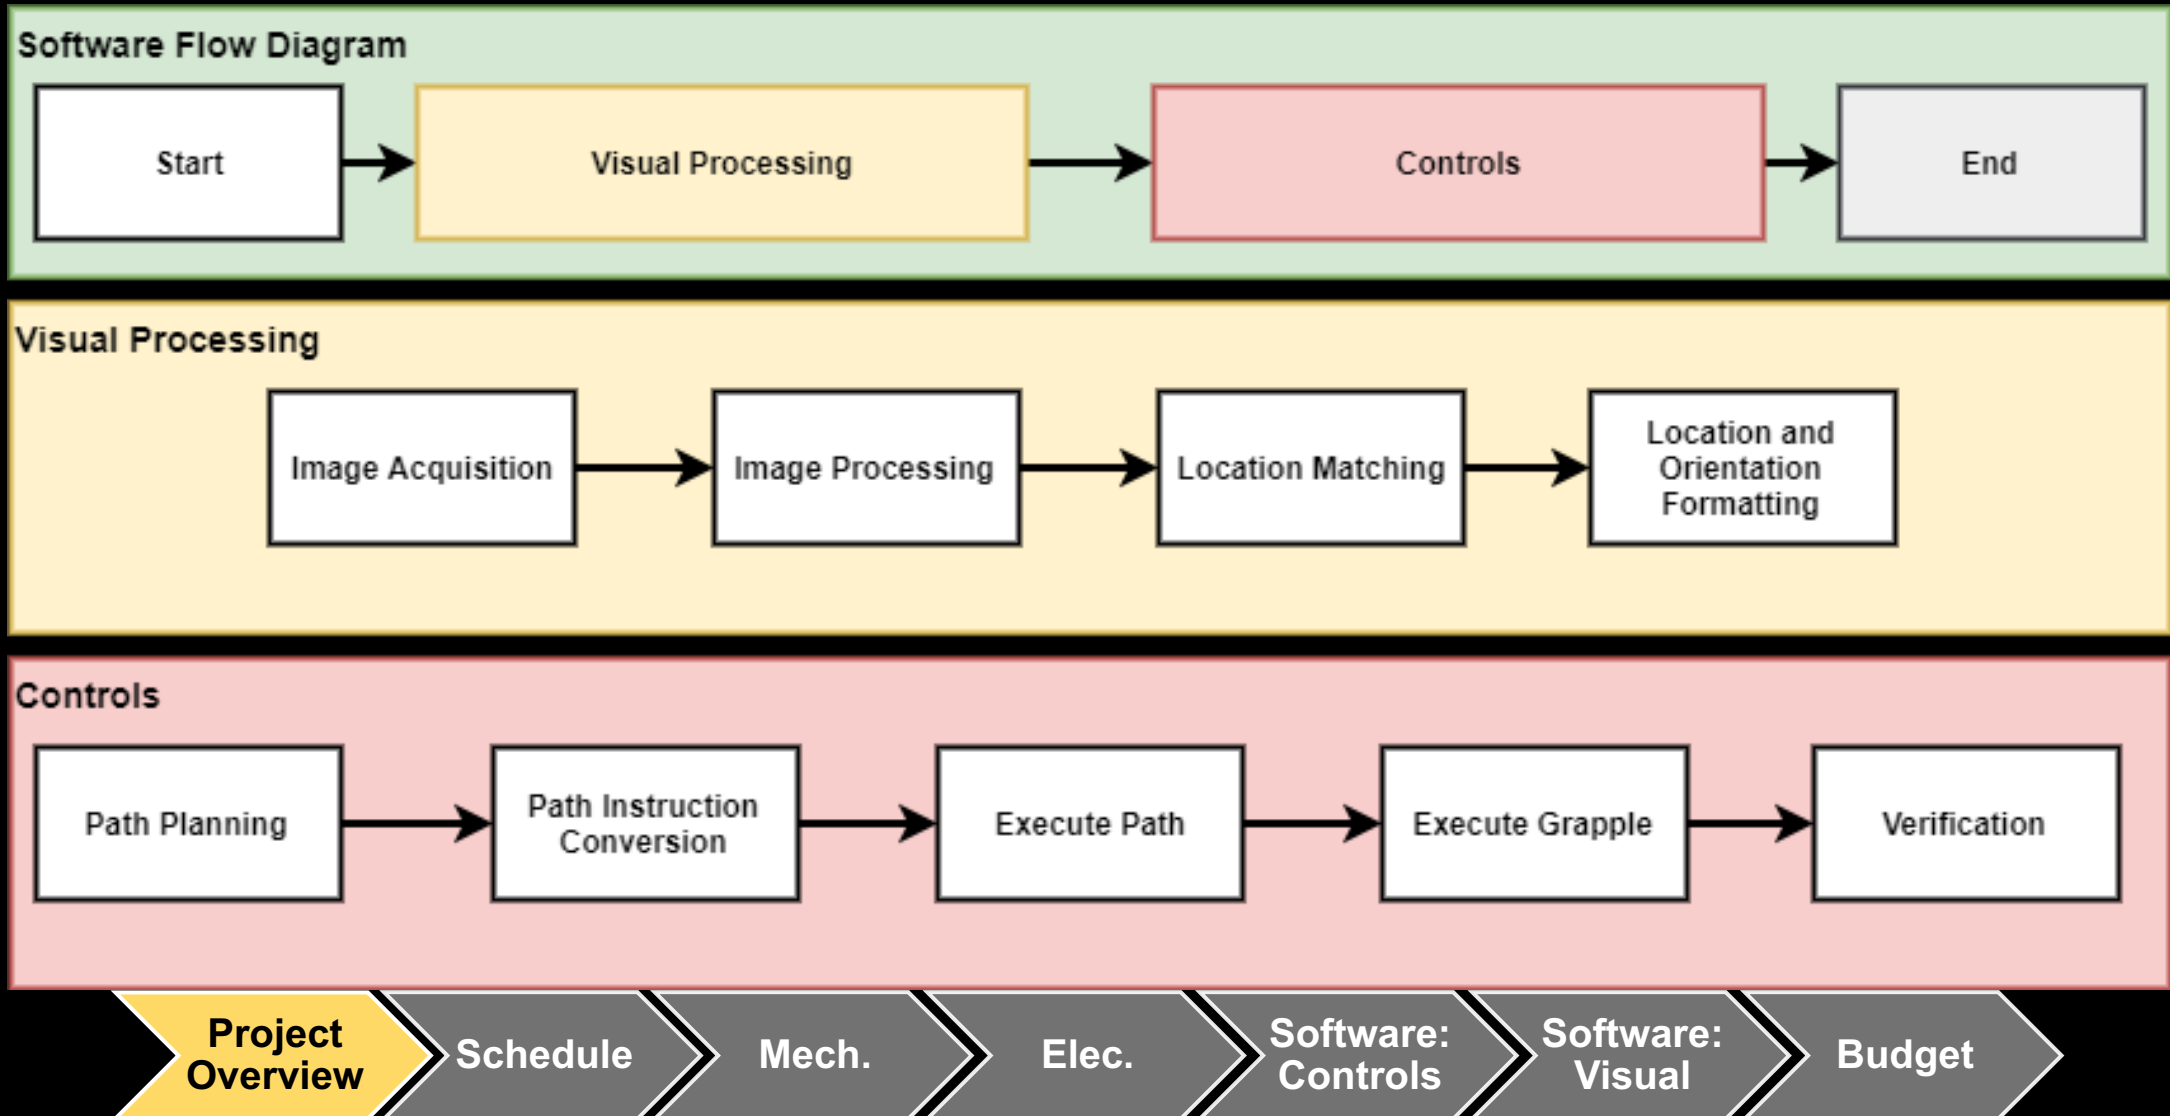 Software Flow Diagram
Start
Visual Processing
Controls
End
Visual Processing
Image Acquisition
Image Processing
Location Matching
Location and
Orientation
Formatting
Controls
Path Planning
Path Instruction
Conversion
Execute Path
Execute Grapple
Verification
Project
Overview
Schedule
Mech.
Elec.
Software:
Controls
Software:
Visual
Budget